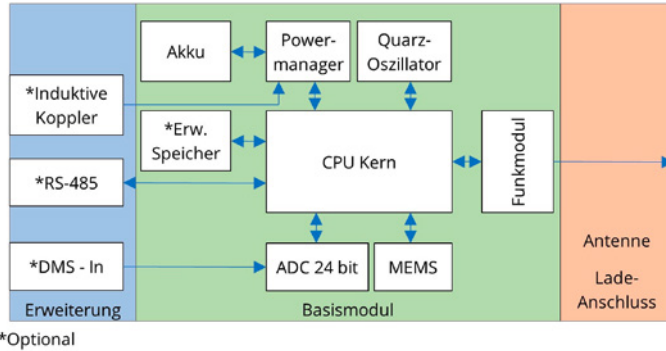 Akku
Power-
manager
Quarz-
Oszillator
*Induktive
Koppler
*Erw.
Speicher
CPU Kern
Funkmodul
*RS-485
*DMS - In
ADC 24 bit
MEMS
Antenne
Lade-
Anschluss
Erweiterung
Basismodul
*Optional